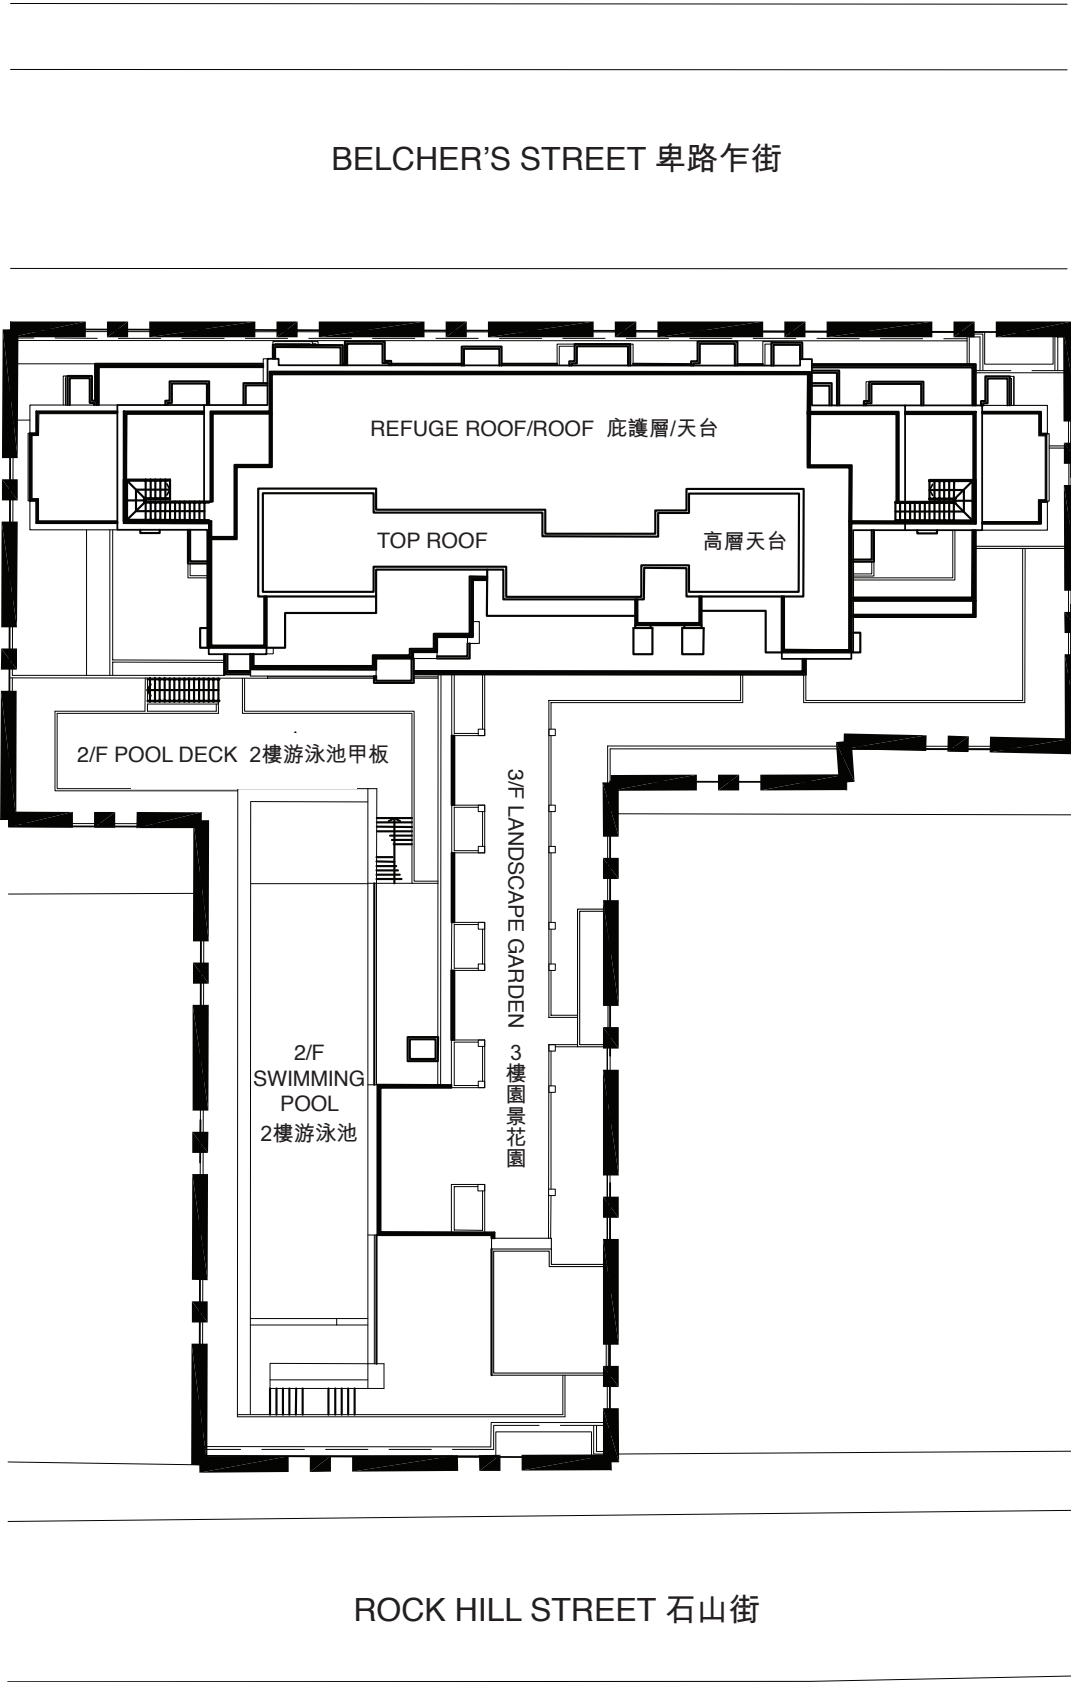 BELCHER'S STREET 卑路乍街
REFUGE ROOF/ROOF 庇護層/天台
TOP ROOF 高層天台
2/F POOL DECK 2樓游泳池甲板
3/F LANDSCAPE GARDEN 3樓園景花園
2/F
SWIMMING
POOL
2樓游泳池
ROCK HILL STREET 石山街